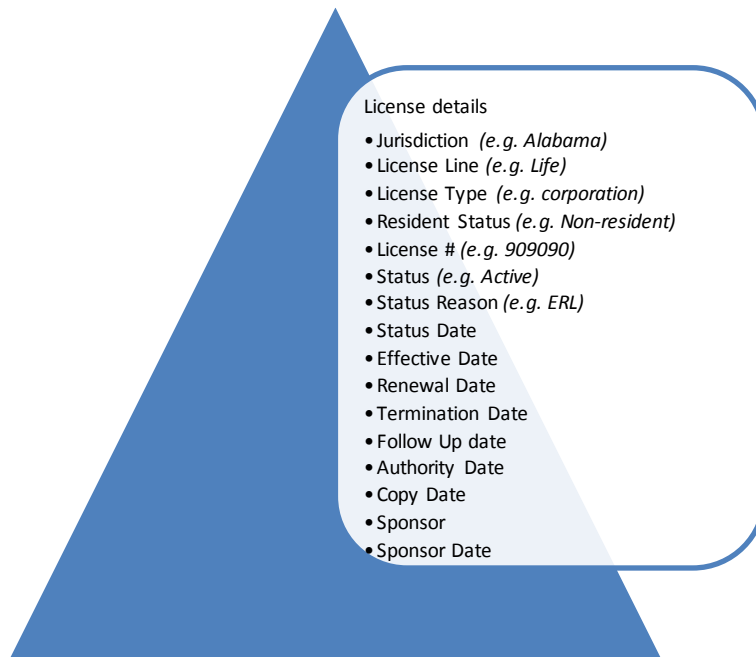 License details
•Jurisdiction (e.g. Alabama)
•License Line (e.g. Life)
•License Type (e.g. corporation)
•Resident Status (e.g. Non-resident)
•License # (e.g. 909090)
•Status (e.g. Active)
•Status Reason (e.g. ERL)
•Status Date
•Effective Date
•Renewal Date
•Termination Date
•Follow Up date
•Authority Date
•Copy Date
•Sponsor
•Sponsor Date